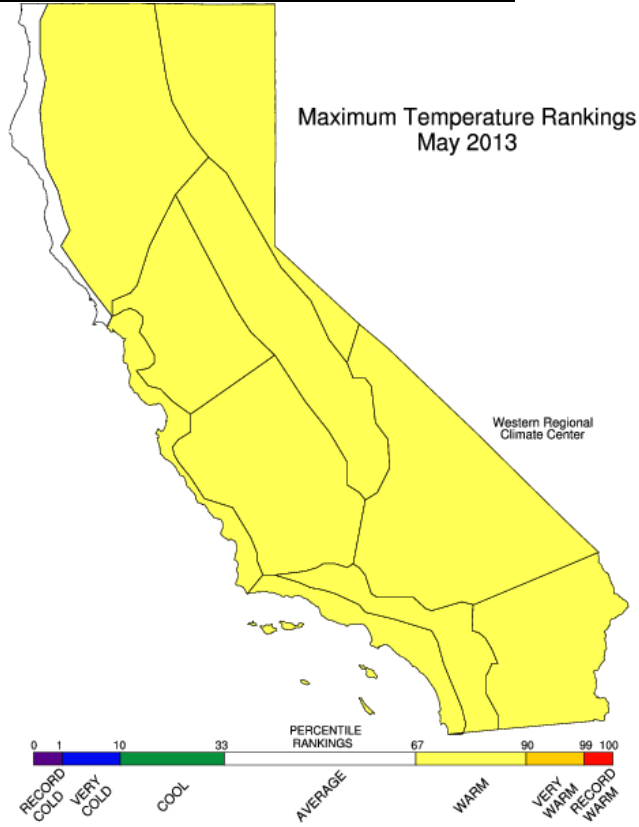 Maximum Temperature Rankings
May 2013
Western Regional
Climate Center
PERCENTILE
RANKINGS
0 1 10 33 67 90 99 100
RECORD
COLD
VERY
COLD
COOL
AVERAGE
WARM
VERY
WARM
RECORD
WARM